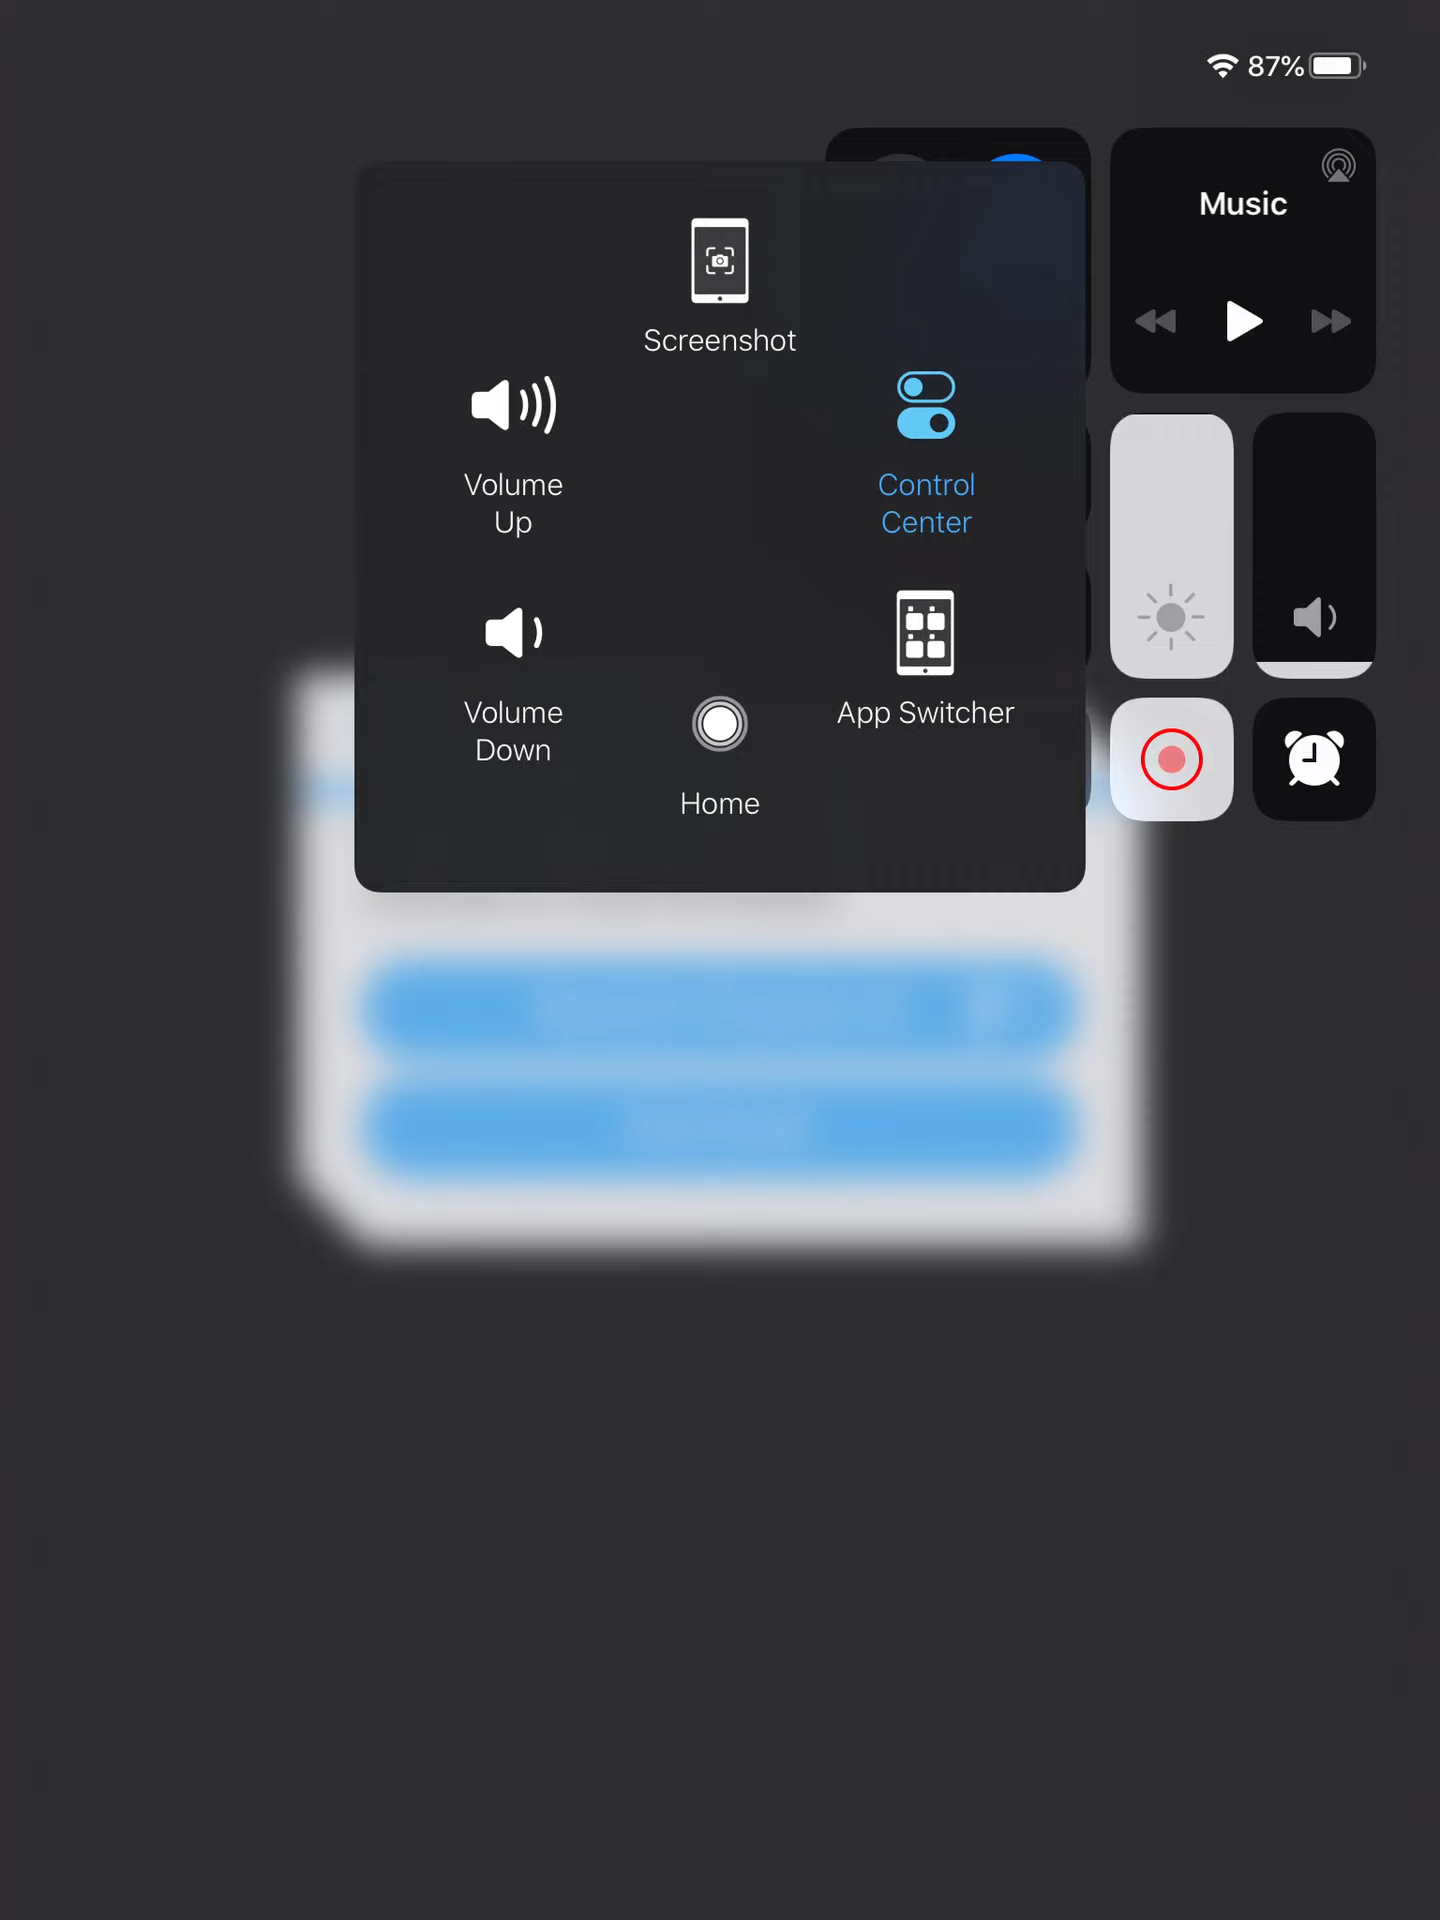 87%
Music
Screenshot
Volume
Up
Control
Center
Volume
Down
App Switcher
Home